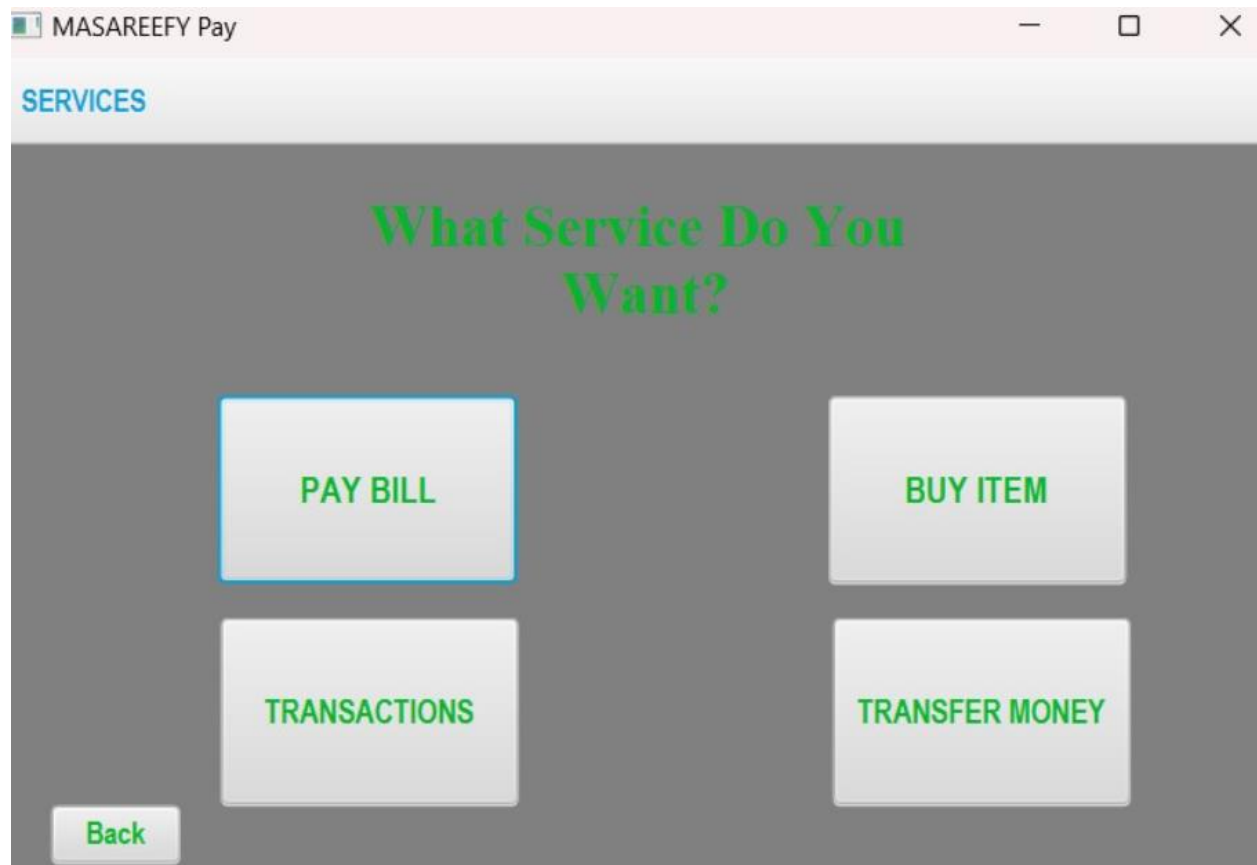 MASAREEFY Pay
SERVICES
What Service Do You
Want?
PAY BILL
BUY ITEM
TRANSACTIONS
TRANSFER MONEY
Back